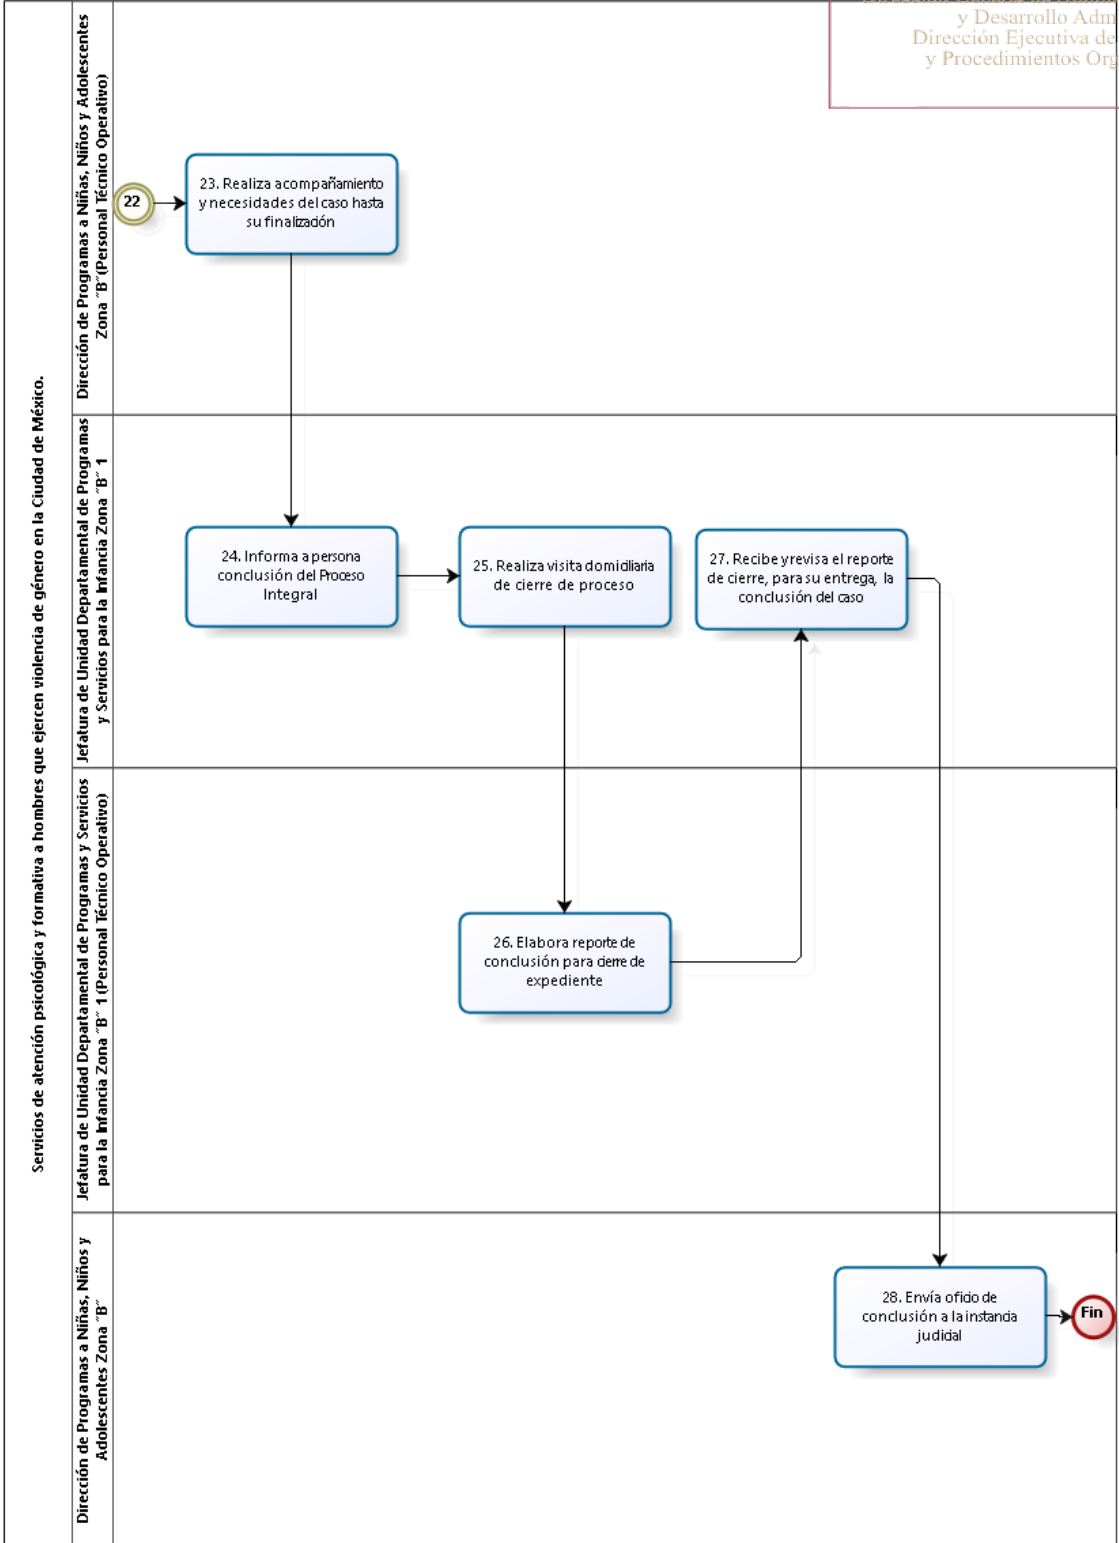 y Desarrollo Adm
Dirección Ejecutiva de
y Procedimientos Org
Servicios de atención psicológica y formativa a hombres que ejercen violencia de género en la Ciudad de México.
Dirección de Programas a Niñas, Niños y Adolescentes
Zona "B"(Personal Técnico Operativo)
22
23. Realiza acompañamiento
y necesidades del caso hasta
su finalización
Jefatura de Unidad Departamental de Programas
y Servicios para la Infancia Zona "B" 1
24. Informa a persona
conclusión del Proceso
Integral
25. Realiza visita domiciliaria
de cierre de proceso
27. Recibe y revisa el reporte
de cierre, para su entrega, la
conclusión del caso
Jefatura de Unidad Departamental de Programas y Servicios
para la Infancia Zona "B" 1 (Personal Técnico Operativo)
26. Elabora reporte de
conclusión para cierre de
expediente
Dirección de Programas a Niñas, Niños y
Adolescentes Zona "B"
28. Envía oficio de
conclusión a la instancia
judicial
Fin